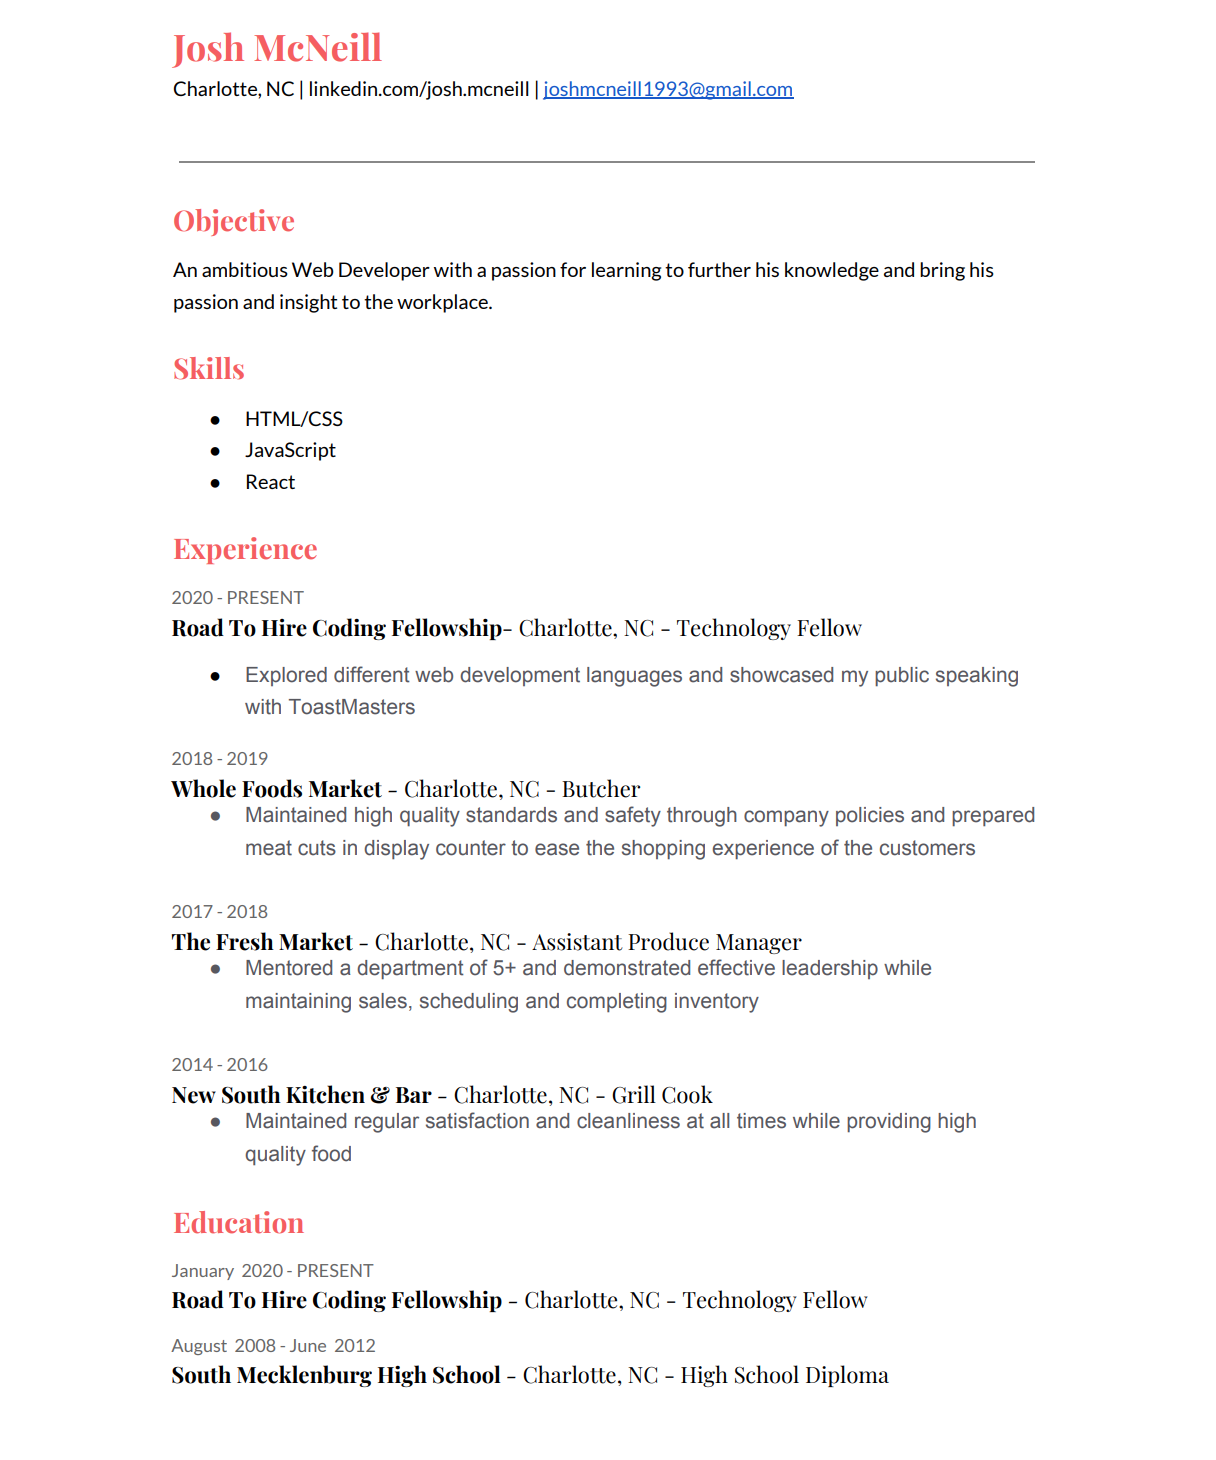 Josh McNeill
Charlotte, NC | linkedin.com/josh.mcneill | joshmcneill1993@gmail.com
Objective
An ambitious Web Developer with a passion for learning to further his knowledge and bring his
passion and insight to the workplace.
Skills
● HTML/CSS
● JavaScript
● React
Experience
2020 - PRESENT
Road To Hire Coding Fellowship- Charlotte, NC - Technology Fellow
● Explored different web development languages and showcased my public speaking
with ToastMasters
2018 - 2019
Whole Foods Market - Charlotte, NC - Butcher
● Maintained high quality standards and safety through company policies and prepared
meat cuts in display counter to ease the shopping experience of the customers
2017 - 2018
The Fresh Market - Charlotte, NC - Assistant Produce Manager
● Mentored a department of 5+ and demonstrated effective leadership while
maintaining sales, scheduling and completing inventory
2014 - 2016
New South Kitchen & Bar - Charlotte, NC - Grill Cook
● Maintained regular satisfaction and cleanliness at all times while providing high
quality food
Education
January 2020 - PRESENT
Road To Hire Coding Fellowship - Charlotte, NC - Technology Fellow
August 2008 - June 2012
South Mecklenburg High School - Charlotte, NC - High School Diploma